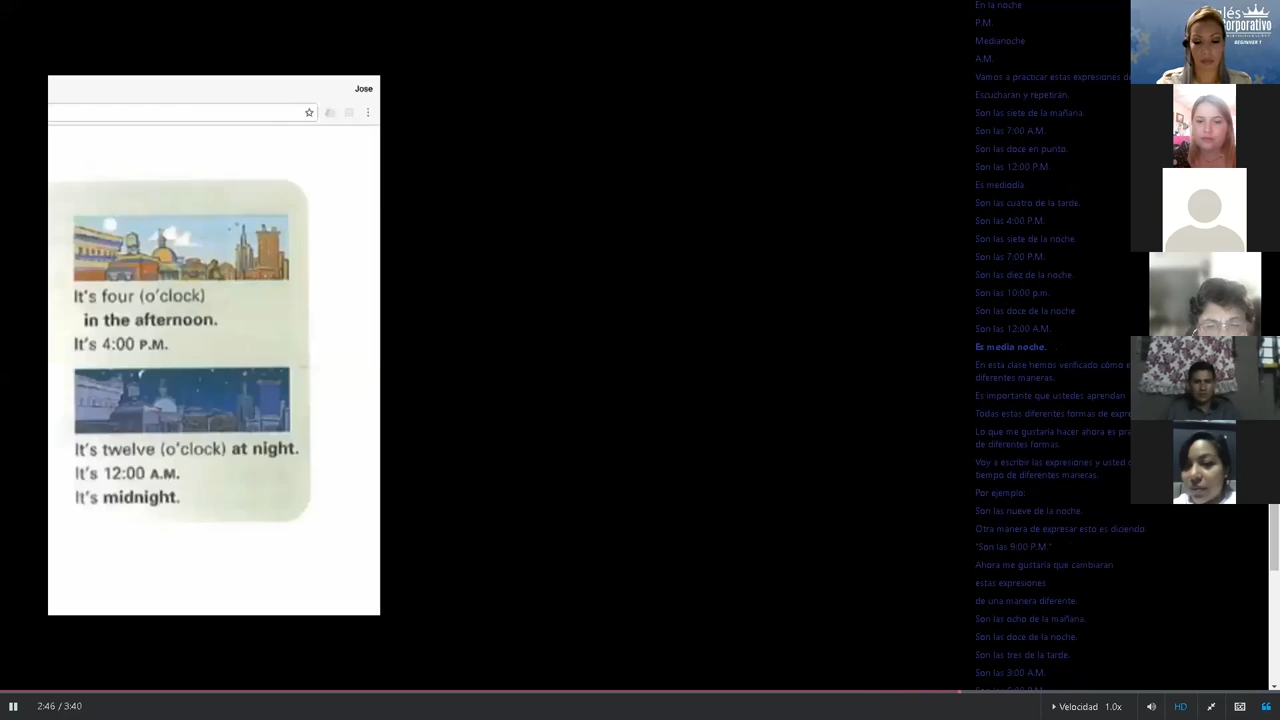 Jose
It's four (o'clock)
in the afternoon.
It's 4:00 P.M.
It's twelve (o'clock) at night.
It's 12:00 A.M.
It's midnight.
En la noche
P.M.
Medianoche
A.M.
Vamos a practicar estas expresiones
Escucharán y repetirán.
Son las siete de la mañana.
Son las 7:00 A.M.
Son las doce en punto.
Son las 12:00 P.M.
Es mediodía.
Son las cuatro de la tarde.
Son las 4:00 P.M.
Son las siete de la noche.
Son las 7:00 P.M.
Son las diez de la noche.
Son las 10:00 p.m.
Son las doce de la noche
Son las 12:00 A.M.
Es media noche.
En esta clase hemos verificado cómo
diferentes maneras.
Es importante que ustedes aprendan
Todas estas diferentes formas de
Lo que me gustaría hacer ahora es
de diferentes formas.
Voy a escribir las expresiones y usted
tiempo de diferentes maneras.
Por ejemplo:
Son las nueve de la noche.
Otra manera de expresar esto es diciendo
"Son las 9:00 P.M."
Ahora me gustaría que cambiaran
estas expresiones
de una manera diferente.
Son las ocho de la mañana.
Son las doce de la noche.
Son las tres de la tarde.
Son las 3:00 A.M.
BEGINNER 1
2:46 / 3:40
Velocidad 1.0x
HD